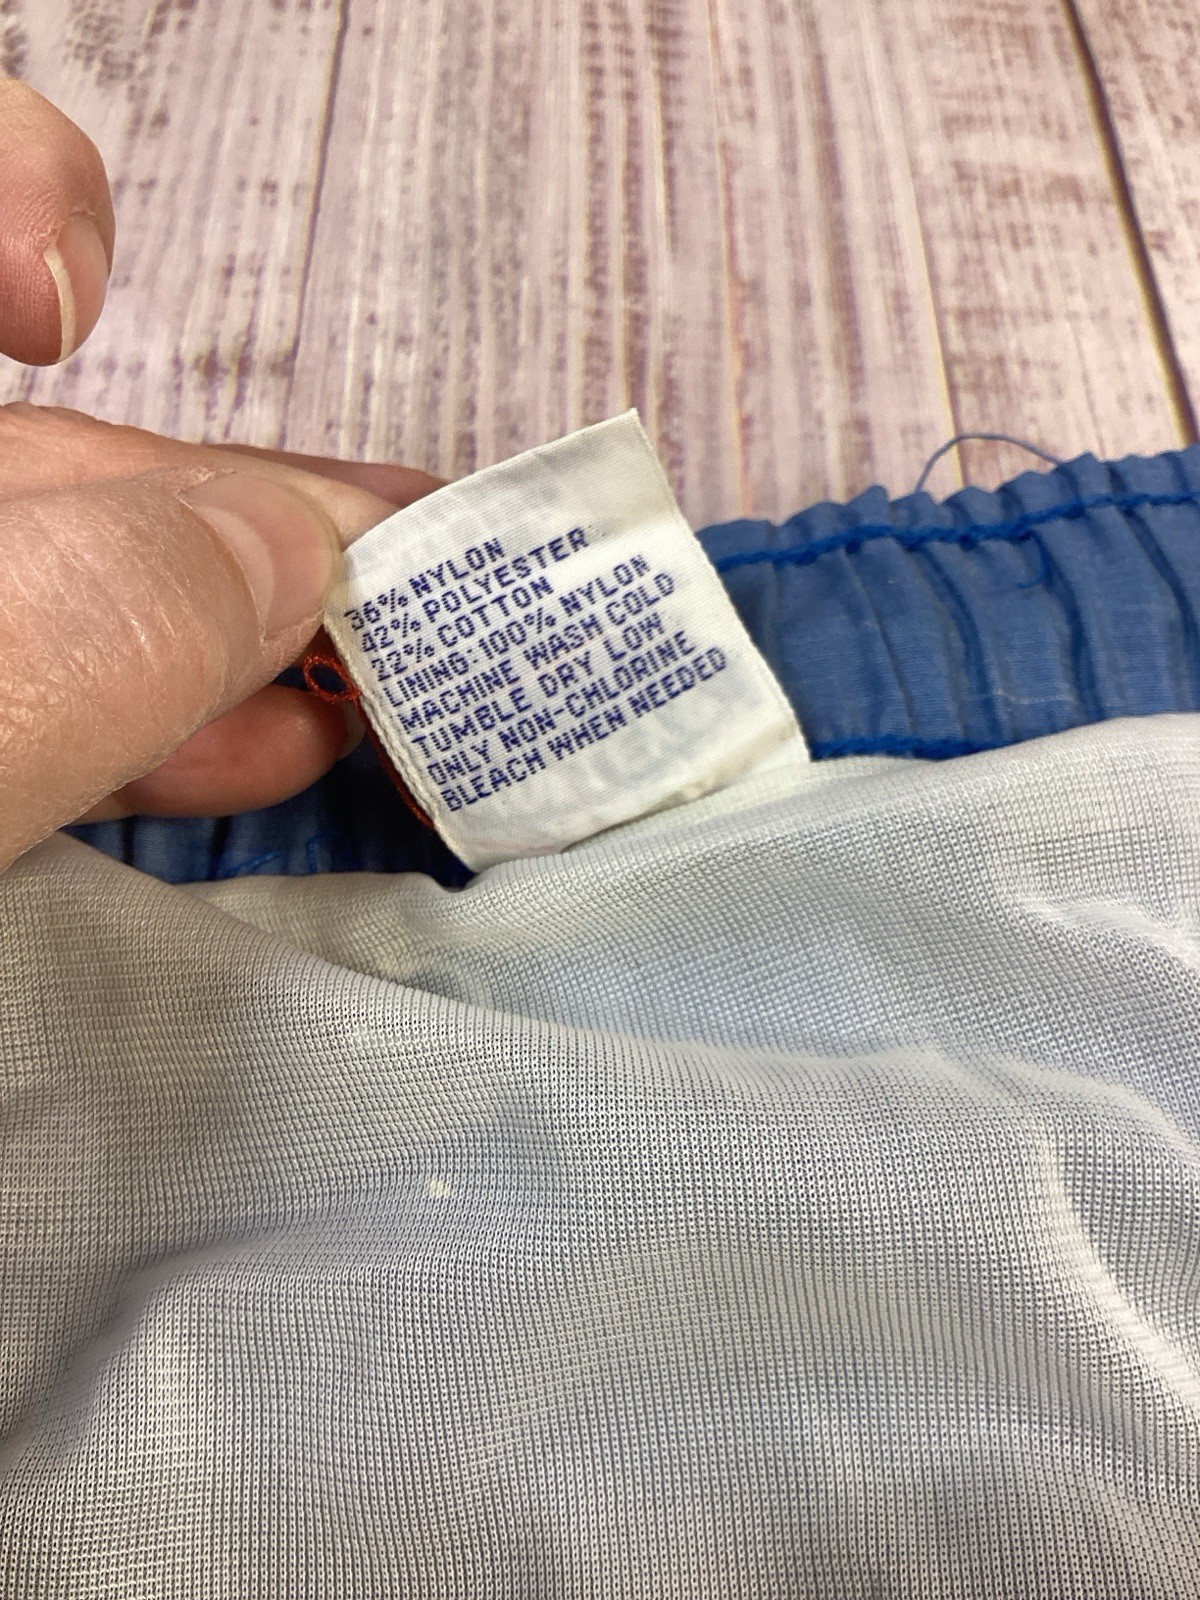 36% NYLON
42% POLYESTER
22% COTTON
LINING: 100% NYLON
MACHINE WASH COLD
TUMBLE DRY LOW
ONLY NON-CHLORINE
BLEACH WHEN NEEDED